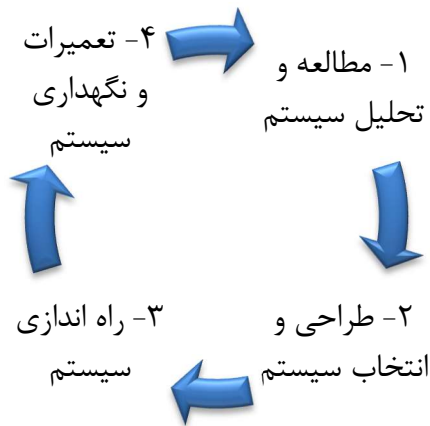 ۱- مطالعه و
تحلیل سیستم
۲- طراحی و
انتخاب سیستم
۳- راه اندازی
سیستم
۴- تعمیرات
و نگهداری
سیستم